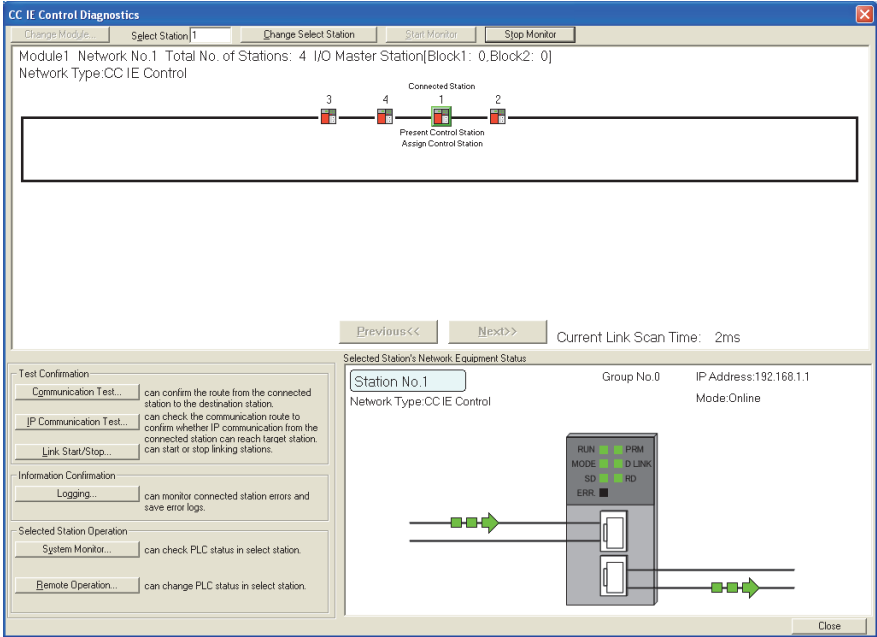 CC IE Control Diagnostics
Change Module... Select Station 1 Change Select Station Start Monitor Stop Monitor
Module1 Network No.1 Total No. of Stations: 4 I/O Master Station[Block1: 0,Block2: 0]
Network Type:CC IE Control
Connected Station
3 4 1 2
Present Control Station
Assign Control Station
Previous<< Next>> Current Link Scan Time: 2ms
Test Confirmation
Communication Test... can confirm the route from the connected
station to the destination station.
IP Communication Test... can check the communication route to
confirm whether IP communication from the
connected station can reach target station.
Link Start/Stop... can start or stop linking stations.
Information Confirmation
Logging... can monitor connected station errors and
save error logs.
Selected Station Operation
System Monitor... can check PLC status in select station.
Remote Operation... can change PLC status in select station.
Selected Station's Network Equipment Status
Station No.1 Group No.0 IP Address:192.168.1.1
Network Type:CC IE Control Mode:Online
RUN PRM
MODE D LINK
SD RD
ERR.
Close